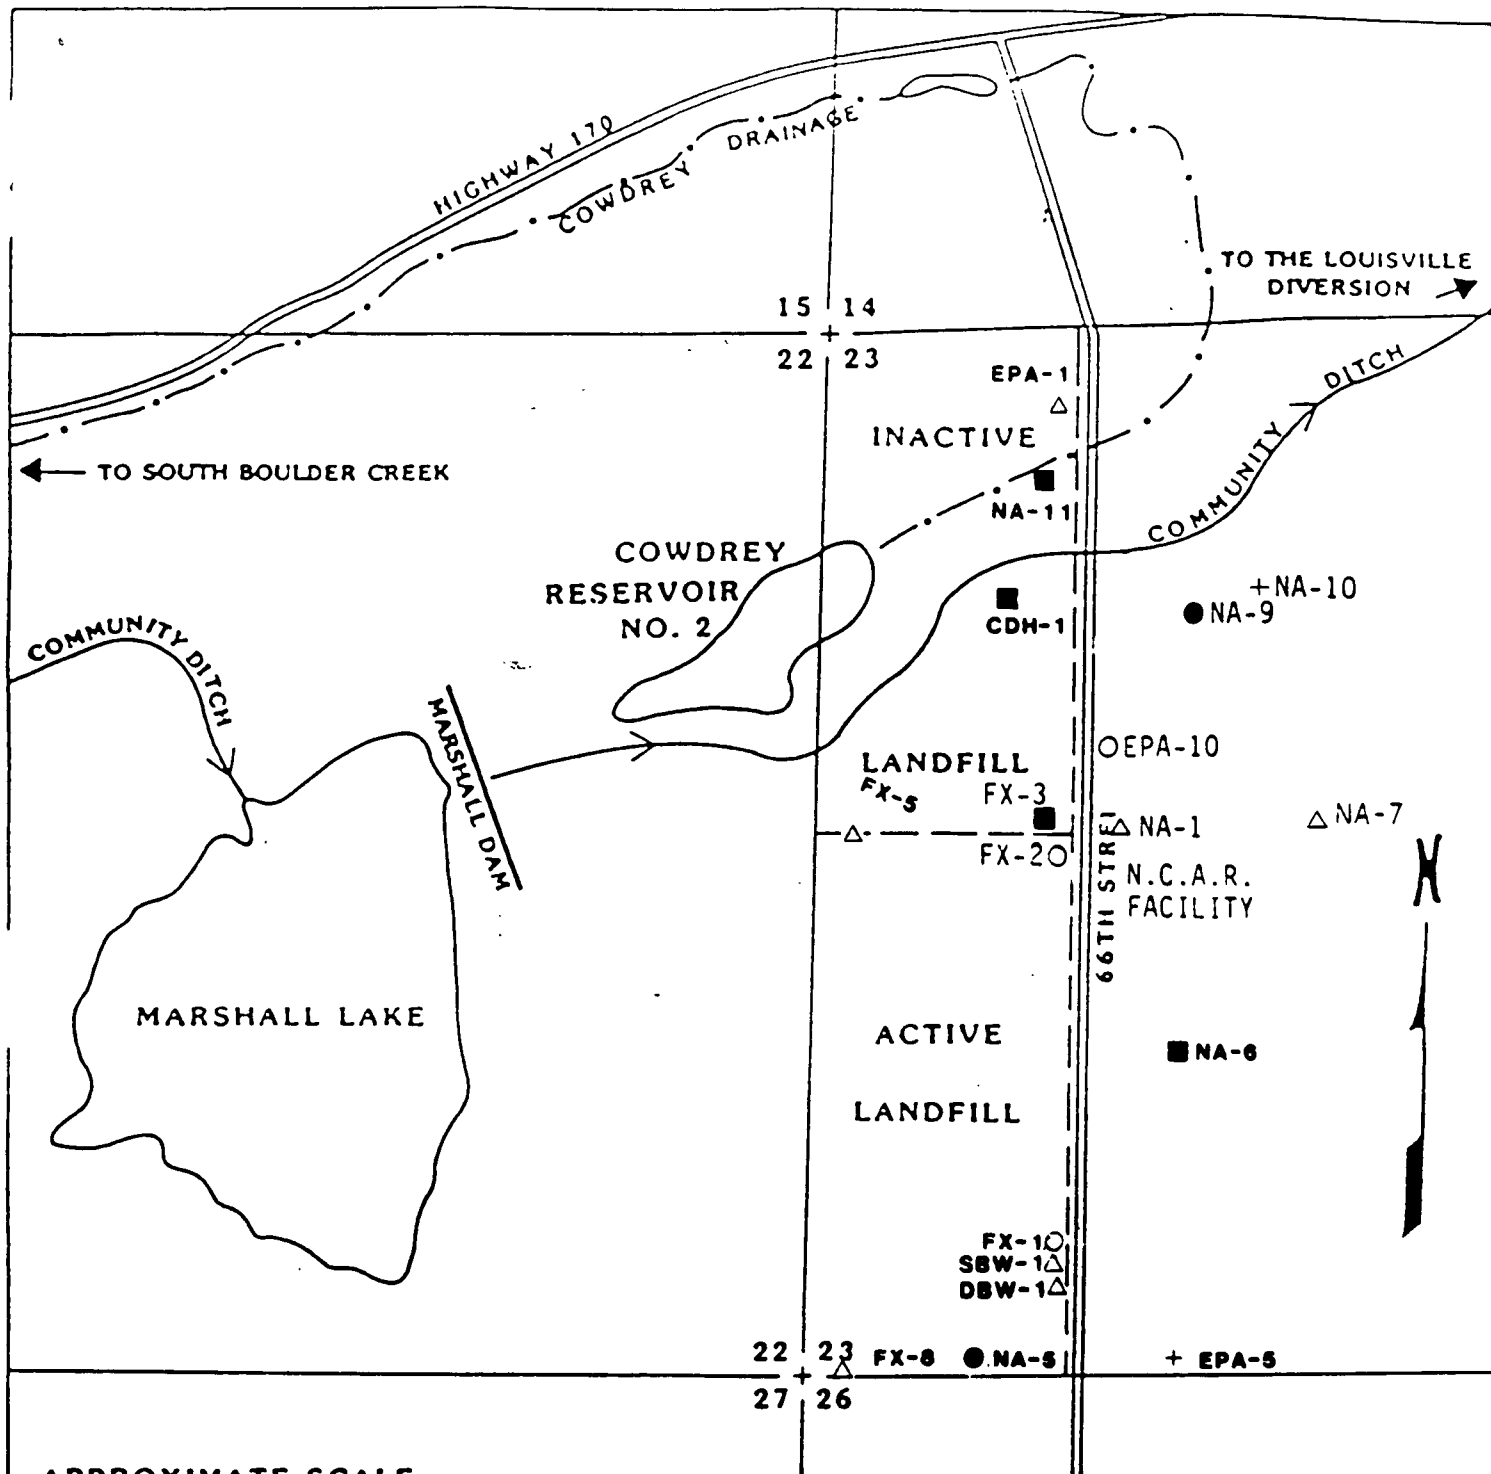 HIGHWAY 170
COWDREY
DRAINAGE
TO THE LOUISVILLE
DIVERSION
15 14
22 23
EPA-1
INACTIVE
DITCH
COMMUNITY
TO SOUTH BOULDER CREEK
NA-11
COWDREY
RESERVOIR
NO. 2
NA-10
NA-9
CDH-1
COMMUNITY DITCH
MARSHALL DAM
EPA-10
LANDFILL
FX-5
FX-3
NA-1
NA-7
FX-2
N.C.A.R.
FACILITY
66TH STREET
MARSHALL LAKE
ACTIVE
NA-6
LANDFILL
FX-1
SBW-1
DBW-1
22 23
FX-8
NA-5
EPA-5
27 26
APPROXIMATE SCALE